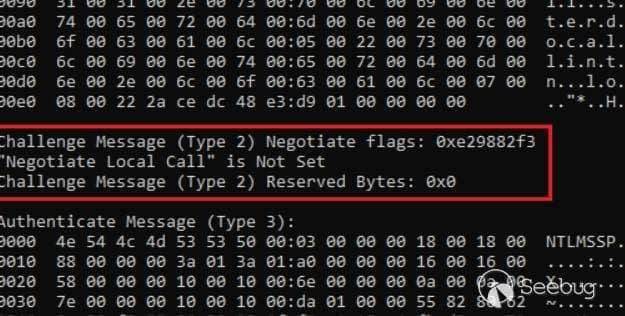 0090 31 00 31 00 2e 00 73 00:70 00 6c 00 69 00 6e 00 1.1...s.
00a0 74 00 65 00 72 00 64 00:6d 00 6e 00 2e 00 6c 00 t.e.r.d.
00b0 6f 00 63 00 61 00 6c 00:05 00 22 00 73 00 70 00 o.c.a.l.
00c0 6c 00 69 00 6e 00 74 00:65 00 72 00 64 00 6d 00 l.i.n.t.
00d0 6e 00 2e 00 6c 00 6f 00:63 00 61 00 6c 00 07 00 n...l.o.
00e0 08 00 22 2a ce dc 48 e3:d9 01 00 00 00 00 .."*..H.
Challenge Message (Type 2) Negotiate flags: 0xe29882f3
"Negotiate Local Call" is Not Set
Challenge Message (Type 2) Reserved Bytes: 0x0
Authenticate Message (Type 3):
0000 4e 54 4c 4d 53 53 50 00:03 00 00 00 18 00 18 00 NTLMSSP.
0010 88 00 00 00 3a 01 3a 01:a0 00 00 00 16 00 16 00 ....:.:.
0020 58 00 00 00 10 00 10 00:6e 00 00 00 0a 00 0a 00 X.
0030 7e 00 00 00 10 00 10 00:da 01 00 00 55 82 88 ~.......
Seebug